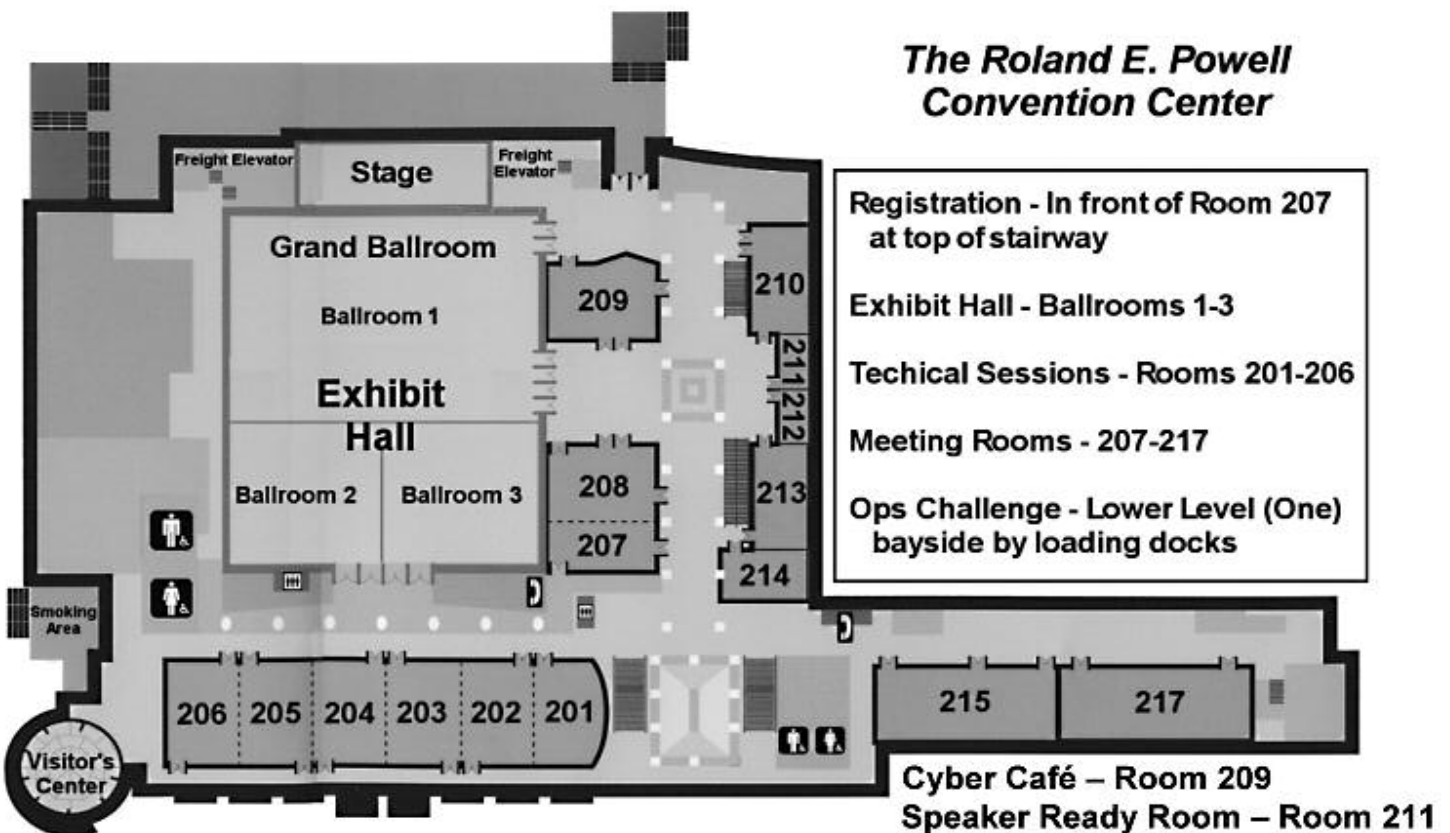 The Roland E. Powell
Convention Center
Registration - In front of Room 207
at top of stairway
Exhibit Hall - Ballrooms 1-3
Techical Sessions - Rooms 201-206
Meeting Rooms - 207-217
Ops Challenge - Lower Level (One)
bayside by loading docks
Freight Elevator
Stage
Freight
Elevator
Grand Ballroom
Ballroom 1
Exhibit
Hall
Ballroom 2
Ballroom 3
209
210
211
212
208
213
207
214
Smoking
Area
206
205
204
203
202
201
215
217
Visitor's
Center
Cyber Café – Room 209
Speaker Ready Room – Room 211